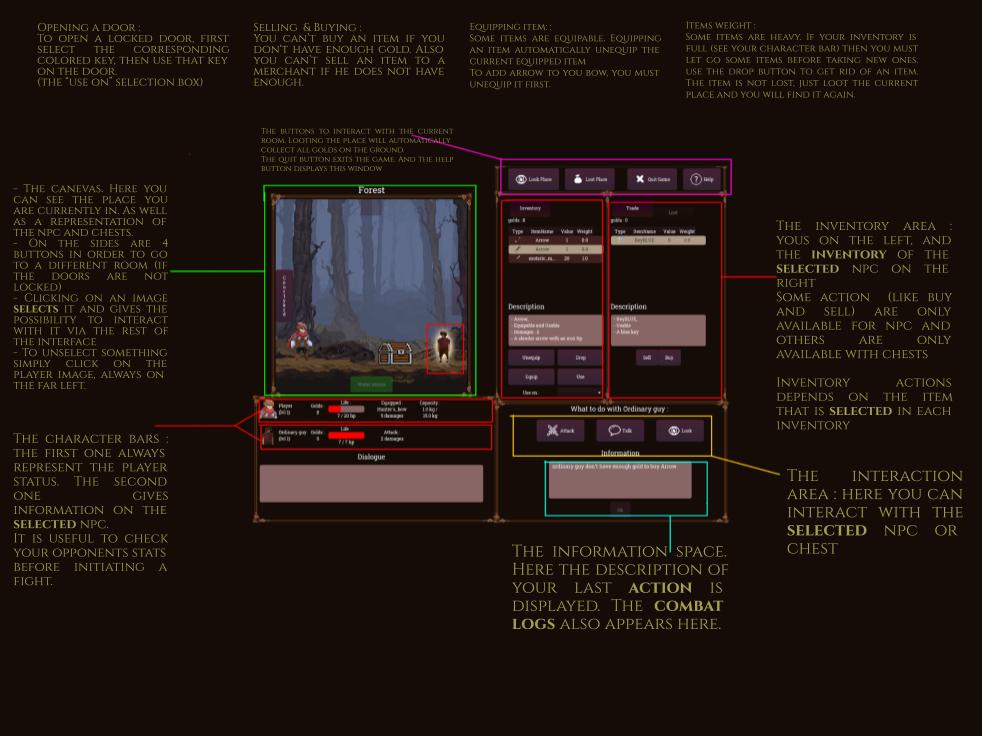 Opening a door :
To open a locked door, first
select the corresponding
colored key, then use that key
on the door.
(the "use on" selection box)
Selling & Buying :
You can't buy an item if you
don't have enough gold. Also
you can't sell an item to a
merchant if he does not have
enough.
Equipping item: :
Some items are equipable. Equipping
an item automatically unequip the
current equipped item
To add arrow to you bow, you must
unequip it first.
Items weight :
Some items are heavy. If your inventory is
full (see your character bar) then you must
let go some items before taking new ones.
Use the drop button to get rid of an item.
The item is not lost, just loot the current
place and you will find it again.
The buttons to interact with the current
room. Looting the place will automatically
collect all golds on the ground.
The quit button exits the game. And the help
button displays this window
- The canevas. Here you
can see the place you
are currently in. As well
as a representation of
the NPC and chests.
- On the sides are 4
buttons in order to go
to a different room (if
the doors are not
locked)
- Clicking on an image
selects it and gives the
possibility to interact
with it via the rest of
the interface
- To unselect something
simply click on the
player image, always on
the far left.
The character bars :
the first one always
represent the player
status. The second
one gives
information on the
selected NPC.
It is useful to check
your opponents stats
before initiating a
fight.
Forest
Look Place
Loot Place
Quit Game
Help
Inventory
golds : 8
Type ItemName Value Weight
Arrow 1 0.0
Arrow 1 0.0
esoteric_m... 20 1.0
Trade
Loot
golds : 0
Type ItemName Value Weight
KeyBLUE 0 0.0
Description
- Arrow,
- Equipable and Usable
- Damages : 2
- A slender arrow with an iron tip
Description
- KeyBLUE,
- Usable
- A blue key
Unequip
Drop
Equip
Use
Use on
Sell
Buy
Player
(lvl 1)
Golds
8
Life
7 / 20 hp
Equipped :
Hunter's_bow
5 damages
Capacity:
1.0 kg /
15.0 kg
Ordinary guy
(lvl 1)
Golds
0
Life
7 / 7 hp
Attack :
2 damages
Dialogue
What to do with Ordinary guy :
Attack
Talk
Look
Information
ordinary guy don't have enough gold to buy Arrow
Ok
The inventory area :
yous on the left, and
the inventory of the
selected NPC on the
right
Some action (like buy
and sell) are only
available for NPC and
others are only
available with chests
Inventory actions
depends on the item
that is selected in each
inventory
The interaction
area : here you can
interact with the
selected NPC or
chest
The information space.
Here the description of
your last action is
displayed. The combat
logs also appears here.